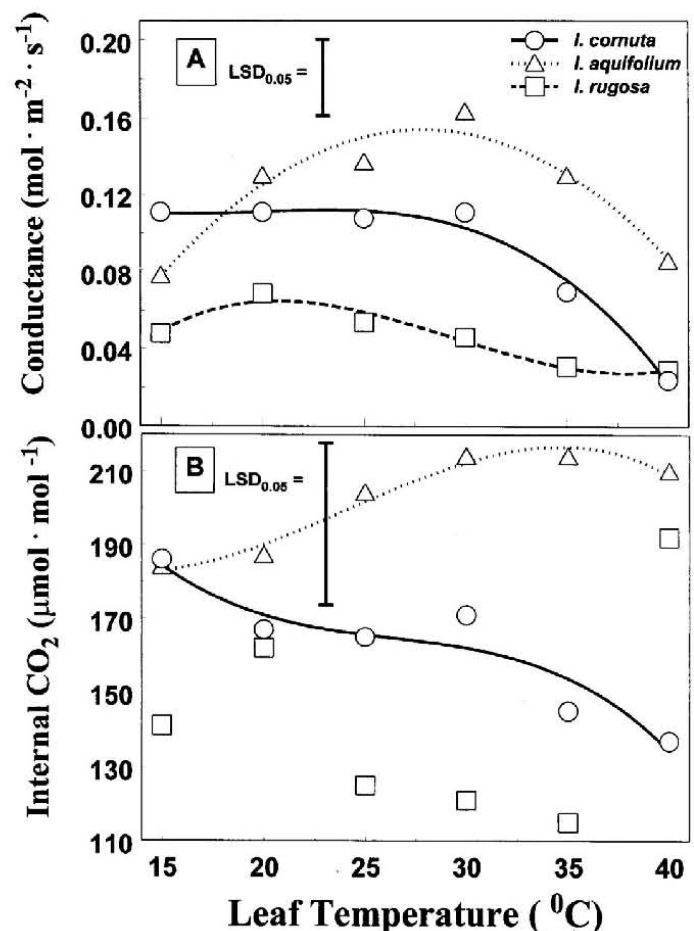 0.20
A
LSD0.05 =
I. cornuta
I. aquifolium
I. rugosa
0.16
0.12
0.08
0.04
0.00
Conductance (mol · m-2 · s-1)
B
LSD0.05 =
210
190
170
150
130
110
Internal CO2 (μmol · mol -1)
15 20 25 30 35 40
Leaf Temperature ( 0C)